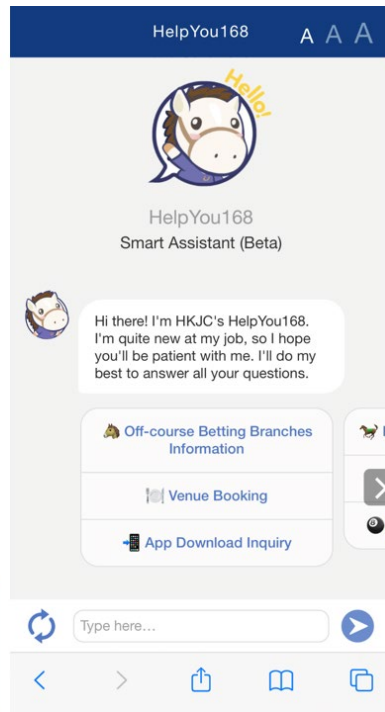 HelpYou168
A A A
Hello!
HelpYou168
Smart Assistant (Beta)
Hi there! I'm HKJC's HelpYou168.
I'm quite new at my job, so I hope
you'll be patient with me. I'll do my
best to answer all your questions.
Off-course Betting Branches
Information
Venue Booking
App Download Inquiry
8
Type here...